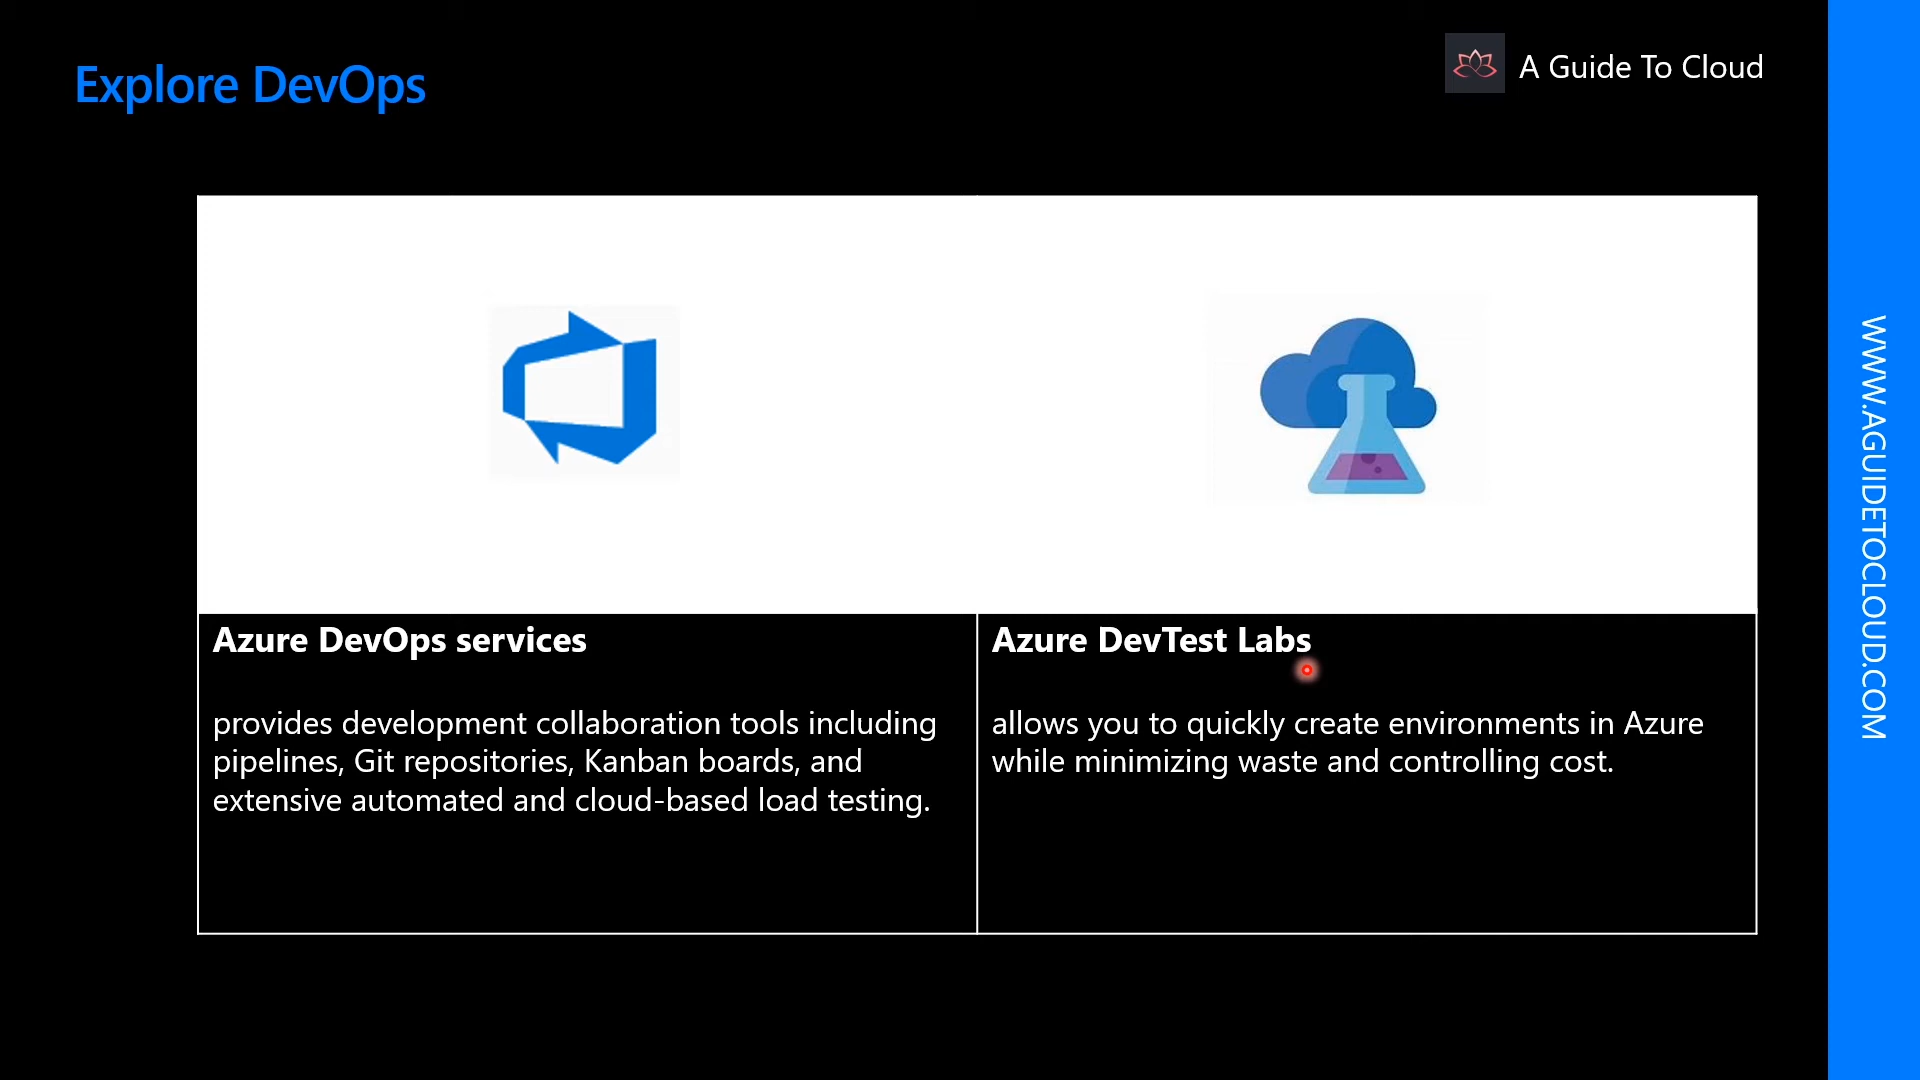 Explore DevOps
A Guide To Cloud
Azure DevOps services
provides development collaboration tools including
pipelines, Git repositories, Kanban boards, and
extensive automated and cloud-based load testing.
Azure DevTest Labs
allows you to quickly create environments in Azure
while minimizing waste and controlling cost.
WWW.AGUIDETOCLOUD.COM